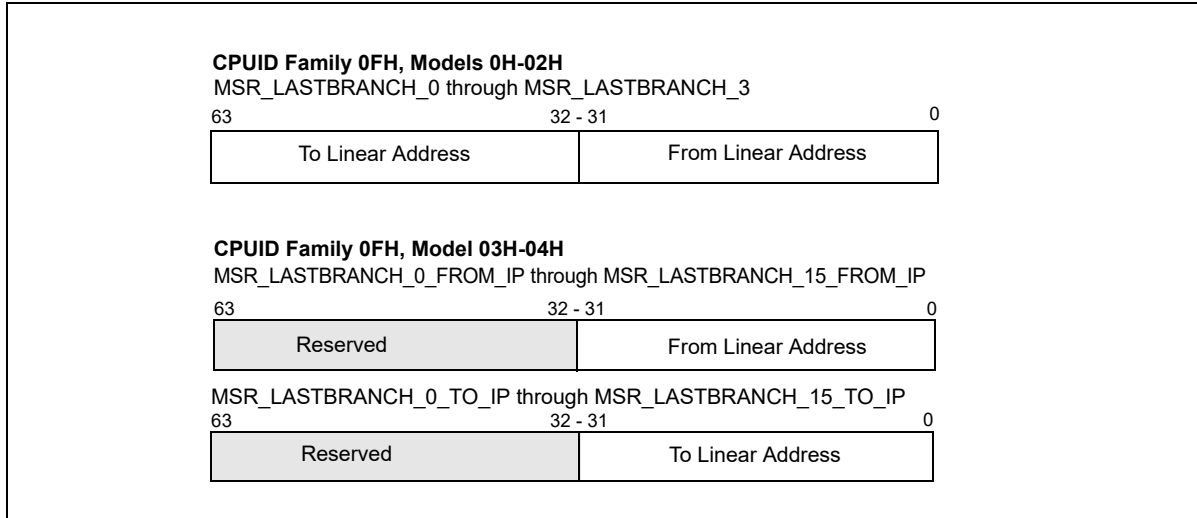 CPUID Family 0FH, Models 0H-02H
MSR_LASTBRANCH_0 through MSR_LASTBRANCH_3
63 32 - 31 0
To Linear Address From Linear Address
CPUID Family 0FH, Model 03H-04H
MSR_LASTBRANCH_0_FROM_IP through MSR_LASTBRANCH_15_FROM_IP
63 32 - 31 0
Reserved From Linear Address
MSR_LASTBRANCH_0_TO_IP through MSR_LASTBRANCH_15_TO_IP
63 32 - 31 0
Reserved To Linear Address